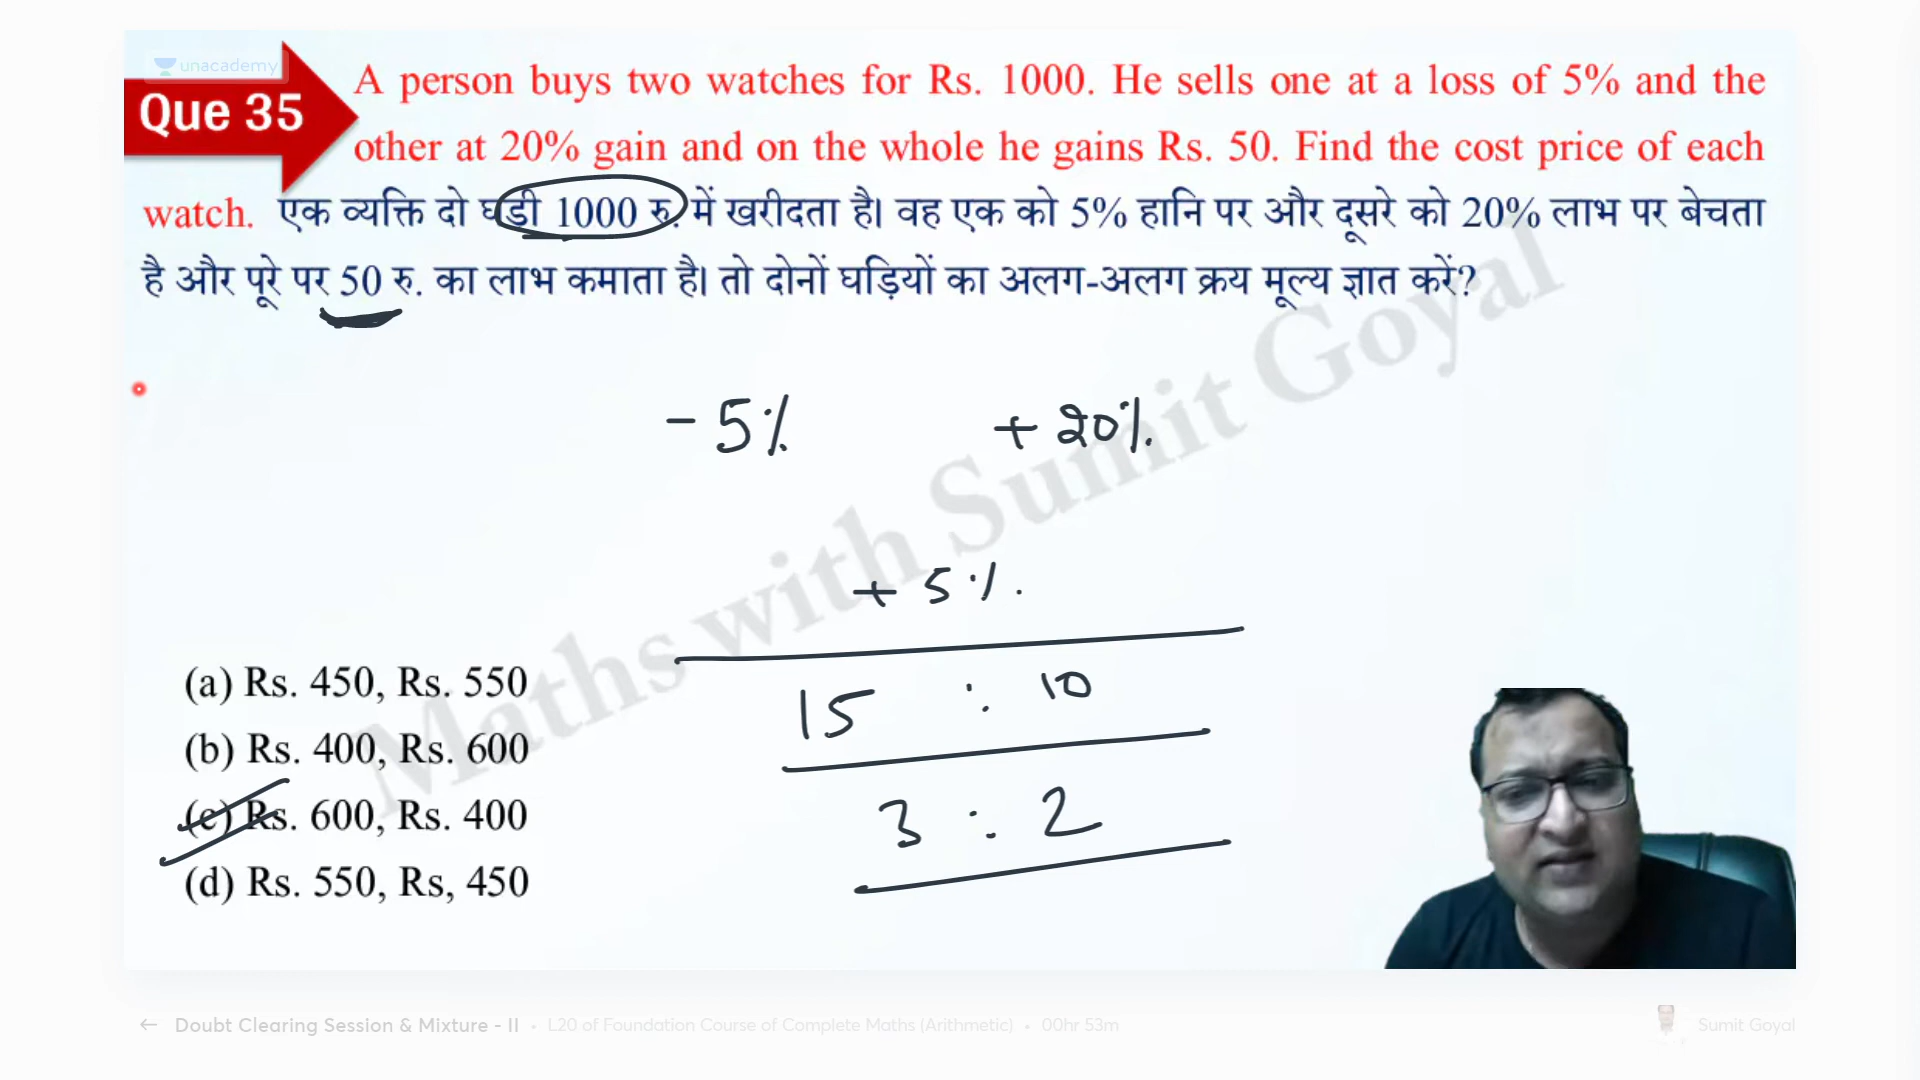 unacademy
Que 35
A person buys two watches for Rs. 1000. He sells one at a loss of 5% and the
other at 20% gain and on the whole he gains Rs. 50. Find the cost price of each
watch. एक व्यक्ति दो घडी 1000 रु. में खरीदता है। वह एक को 5% हानि पर और दूसरे को 20% लाभ पर बेचता
है और पूरे पर 50 रु. का लाभ कमाता है। तो दोनों घड़ियों का अलग-अलग क्रय मूल्य ज्ञात करें?
Maths with Sumit Goyal
- 5% + 20%.
+ 5%.
15 : 10
3 : 2
(a) Rs. 450, Rs. 550
(b) Rs. 400, Rs. 600
(c) Rs. 600, Rs. 400
(d) Rs. 550, Rs, 450
← Doubt Clearing Session & Mixture - II • L20 of Foundation Course of Complete Maths (Arithmetic) • 00hr 53m
Sumit Goyal